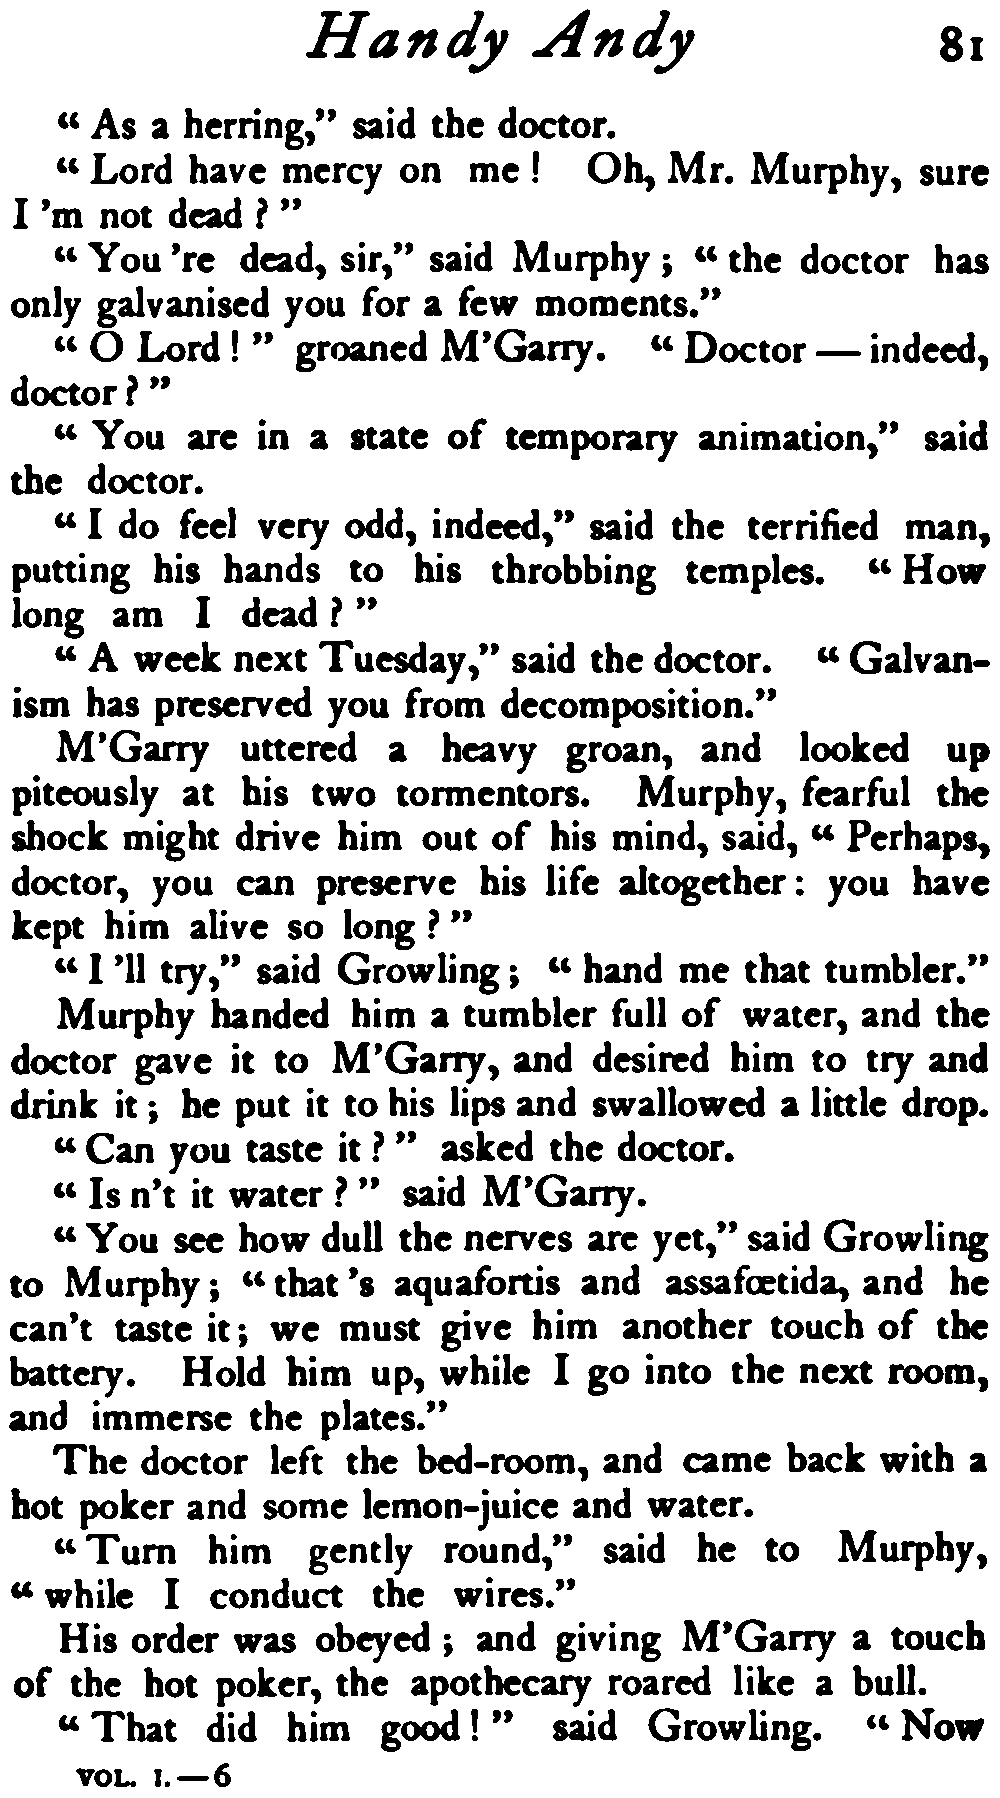 Handy Andy 81
“ As a herring,” said the doctor.
“ Lord have mercy on me ! Oh, Mr. Murphy, sure
I ’m not dead ? ”
“ You ’re dead, sir,” said Murphy ; “ the doctor has
only galvanised you for a few moments.”
“ O Lord ! ” groaned M’Garry. “ Doctor — indeed,
doctor ? ”
“ You are in a state of temporary animation,” said
the doctor.
“ I do feel very odd, indeed,” said the terrified man,
putting his hands to his throbbing temples. “ How
long am I dead ? ”
“ A week next Tuesday,” said the doctor. “ Galvan-
ism has preserved you from decomposition.”
M’Garry uttered a heavy groan, and looked up
piteously at his two tormentors. Murphy, fearful the
shock might drive him out of his mind, said, “ Perhaps,
doctor, you can preserve his life altogether : you have
kept him alive so long ? ”
“ I ’ll try,” said Growling ; “ hand me that tumbler.”
Murphy handed him a tumbler full of water, and the
doctor gave it to M’Garry, and desired him to try and
drink it ; he put it to his lips and swallowed a little drop.
“ Can you taste it ? ” asked the doctor.
“ Is n’t it water ? ” said M’Garry.
“ You see how dull the nerves are yet,” said Growling
to Murphy ; “ that ’s aquafortis and assafœtida, and he
can’t taste it ; we must give him another touch of the
battery. Hold him up, while I go into the next room,
and immerse the plates.”
The doctor left the bed-room, and came back with a
hot poker and some lemon-juice and water.
“ Turn him gently round,” said he to Murphy,
“ while I conduct the wires.”
His order was obeyed ; and giving M’Garry a touch
of the hot poker, the apothecary roared like a bull.
“ That did him good ! ” said Growling. “ Now
VOL. I. — 6